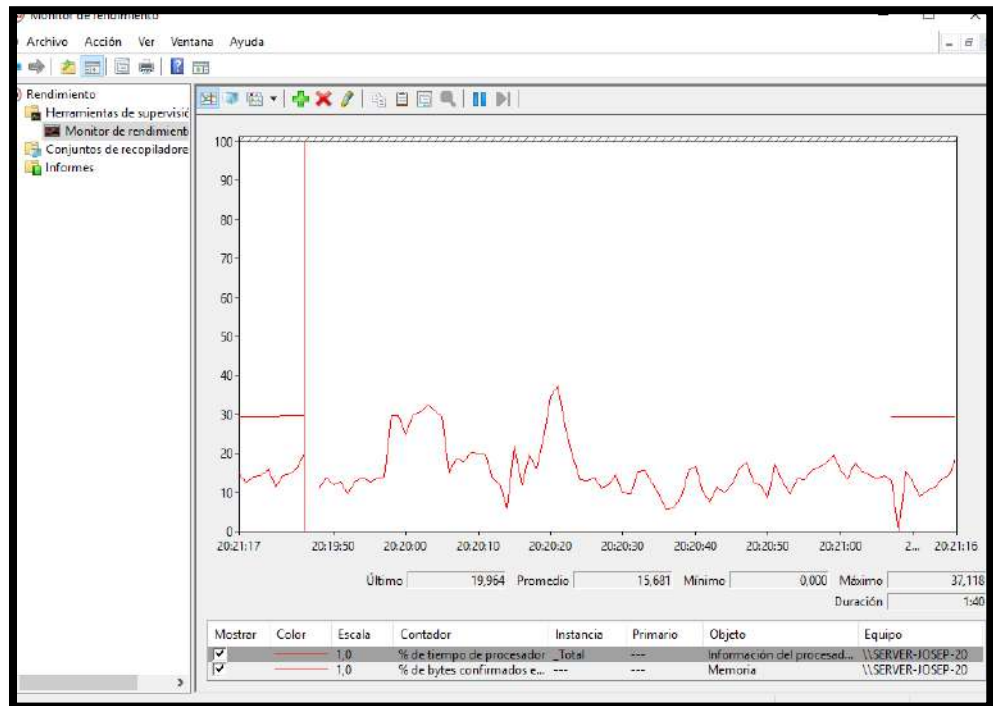 Monitor de rendimiento
Archivo Acción Ver Ventana Ayuda
Rendimiento
Herramientas de supervisió
Monitor de rendimient
Conjuntos de recopiladore
Informes
100
90
80
70
60
50
40
30
20
10
0
20:21:17 20:19:50 20:20:00 20:20:10 20:20:20 20:20:30 20:20:40 20:20:50 20:21:00 2... 20:21:16
Último 19,964 Promedio 15,681 Mínimo 0,000 Máximo 37,118
Duración 1:40
Mostrar Color Escala Contador Instancia Primario Objeto Equipo
1,0 % de tiempo de procesador _Total --- Información del procesad... \\SERVER-JOSEP-20
1,0 % de bytes confirmados e... --- --- Memoria \\SERVER-JOSEP-20